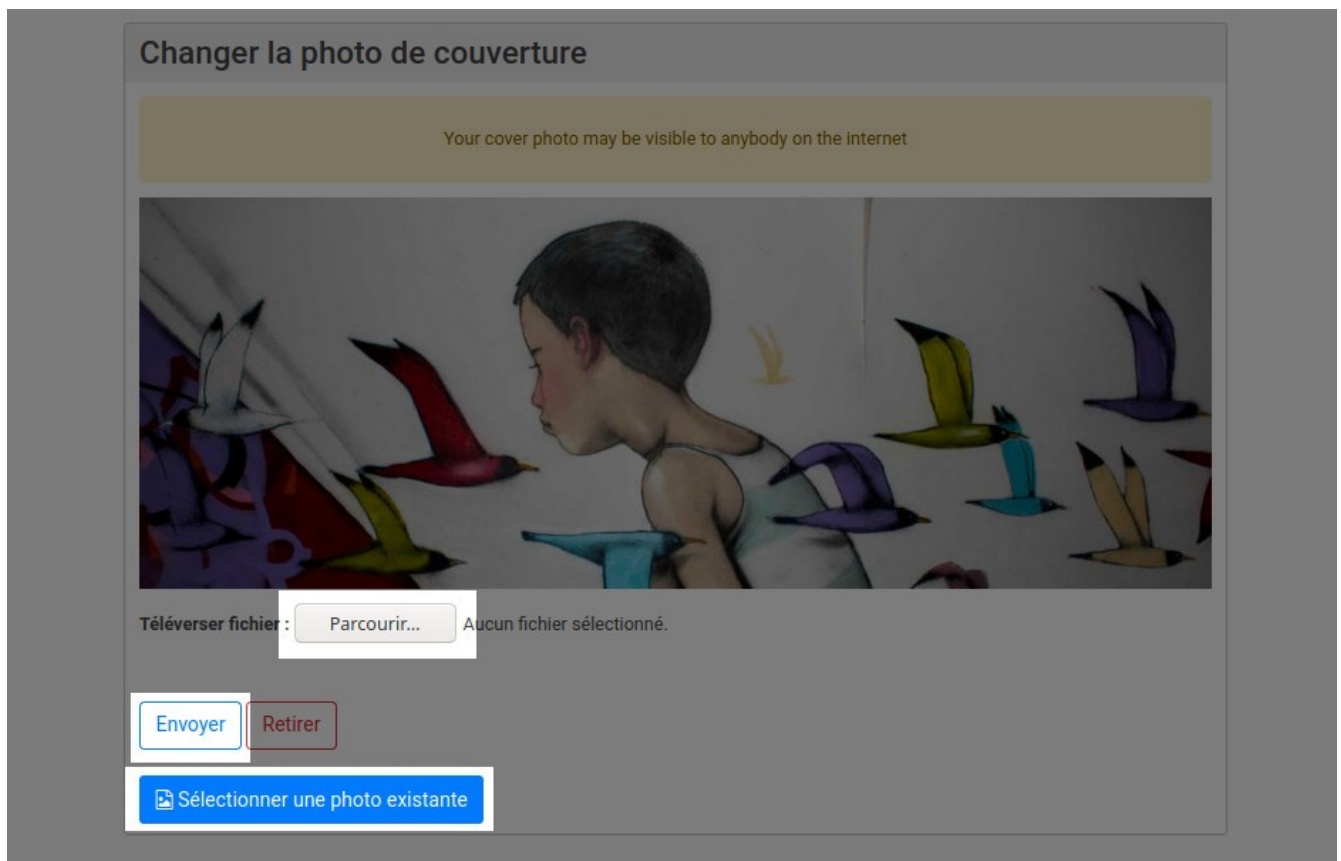 Changer la photo de couverture
Your cover photo may be visible to anybody on the internet
Téléverser fichier : Parcourir... Aucun fichier sélectionné.
Envoyer Retirer
Sélectionner une photo existante